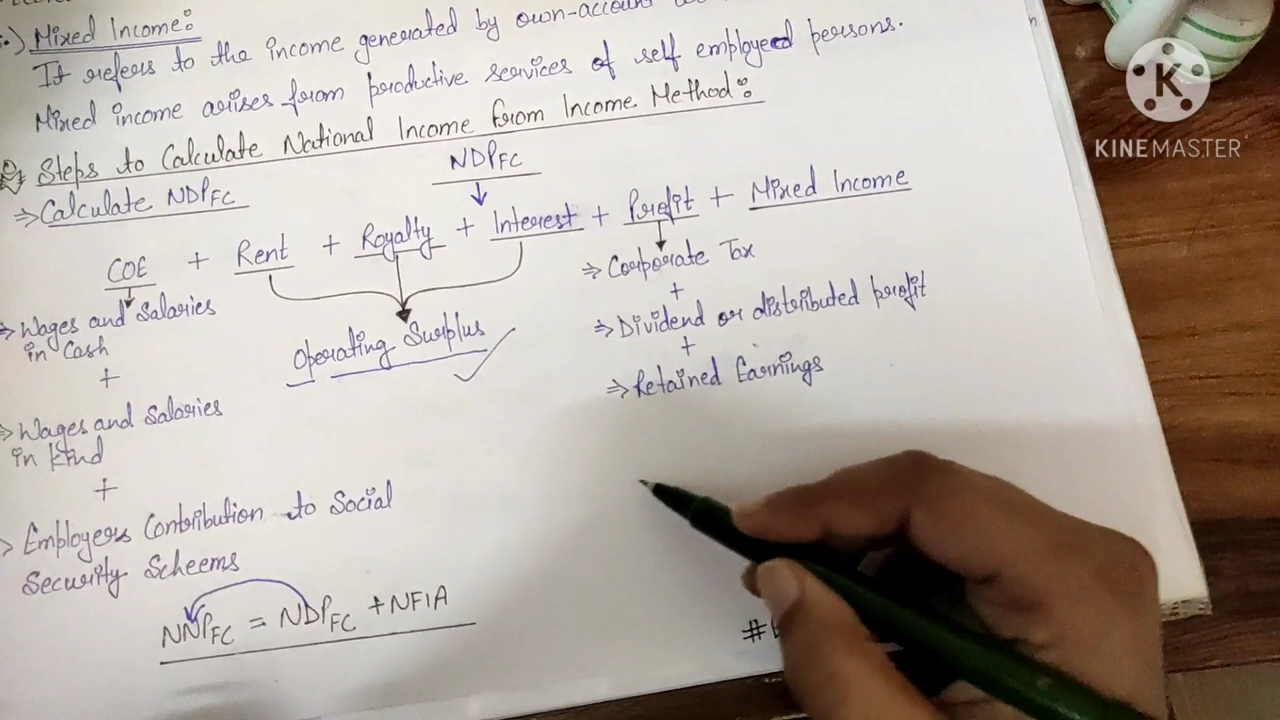 Mixed Income:
It refers to the income generated by own-account
Mixed income arises from productive services of self employed persons.
Steps to Calculate National Income from Income Method:
⇒ Calculate NDPFC
NDPFC
COE + Rent + Royalty + Interest + Profit + Mixed Income
⇒ Wages and Salaries
in Cash
+
⇒ Wages and Salaries
in kind
+
⇒ Employers Contribution to Social
Security Scheems
Operating Surplus
⇒ Corporate Tax
+
⇒ Dividend or distributed profit
+
⇒ Retained Earnings
NNPFC = NDPFC + NFIA
#
K
KINEMASTER